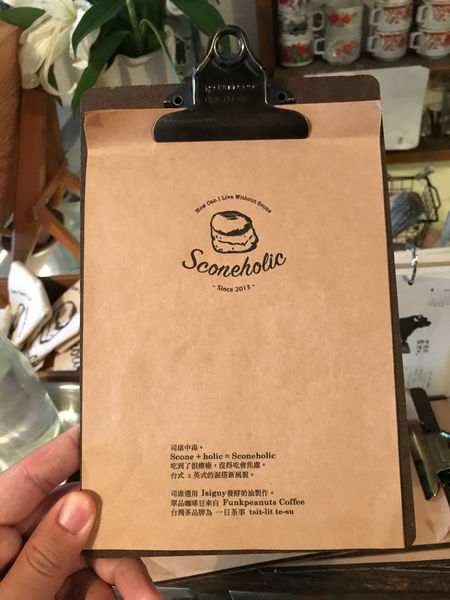 How Can I Live Without Scone
Sconeholic
~ Since 2013 ~
司康中毒。
Scone + holic = Sconeholic
吃到了很療癒，沒得吃會焦慮。
台式 x 英式的混搭新風貌。
司康選用 Isigny發酵奶油製作。
單品咖啡豆來自 Funkpeanuts Coffee
台灣茶品牌為 一日茶事 tsit-lit te-su